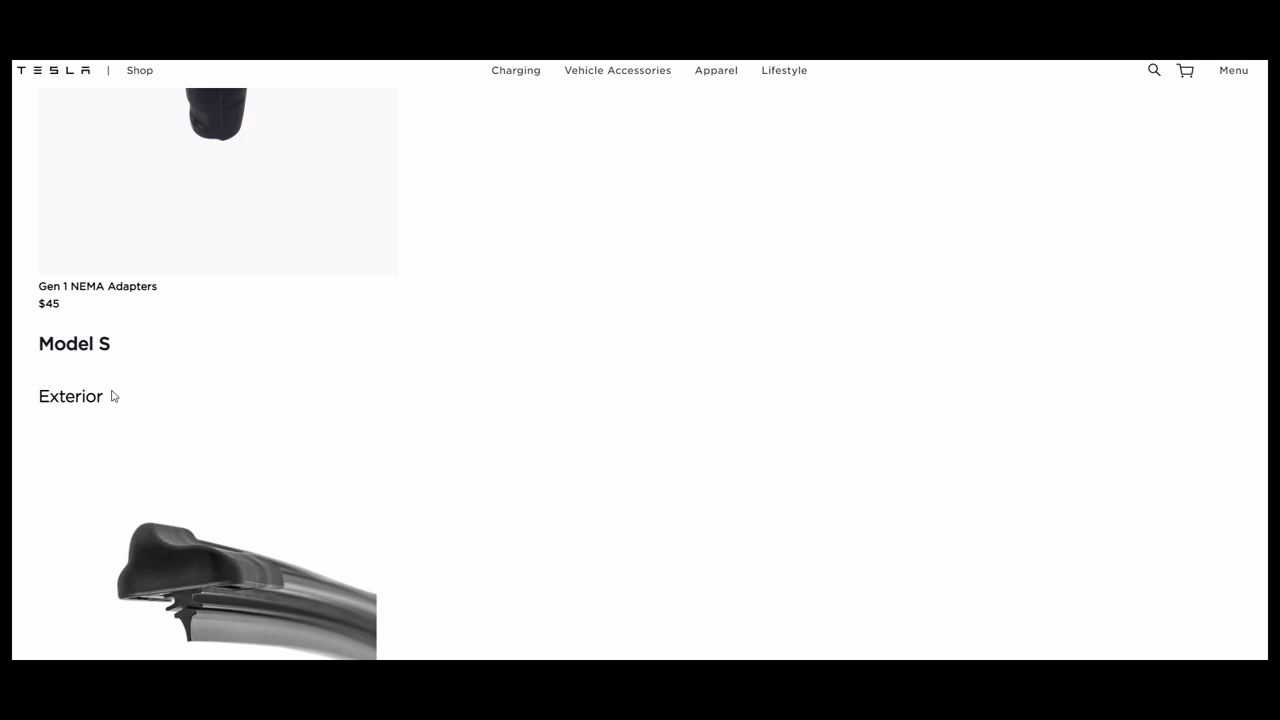 TESLA | Shop Charging Vehicle Accessories Apparel Lifestyle Menu
Gen 1 NEMA Adapters
$45
Model S
Exterior